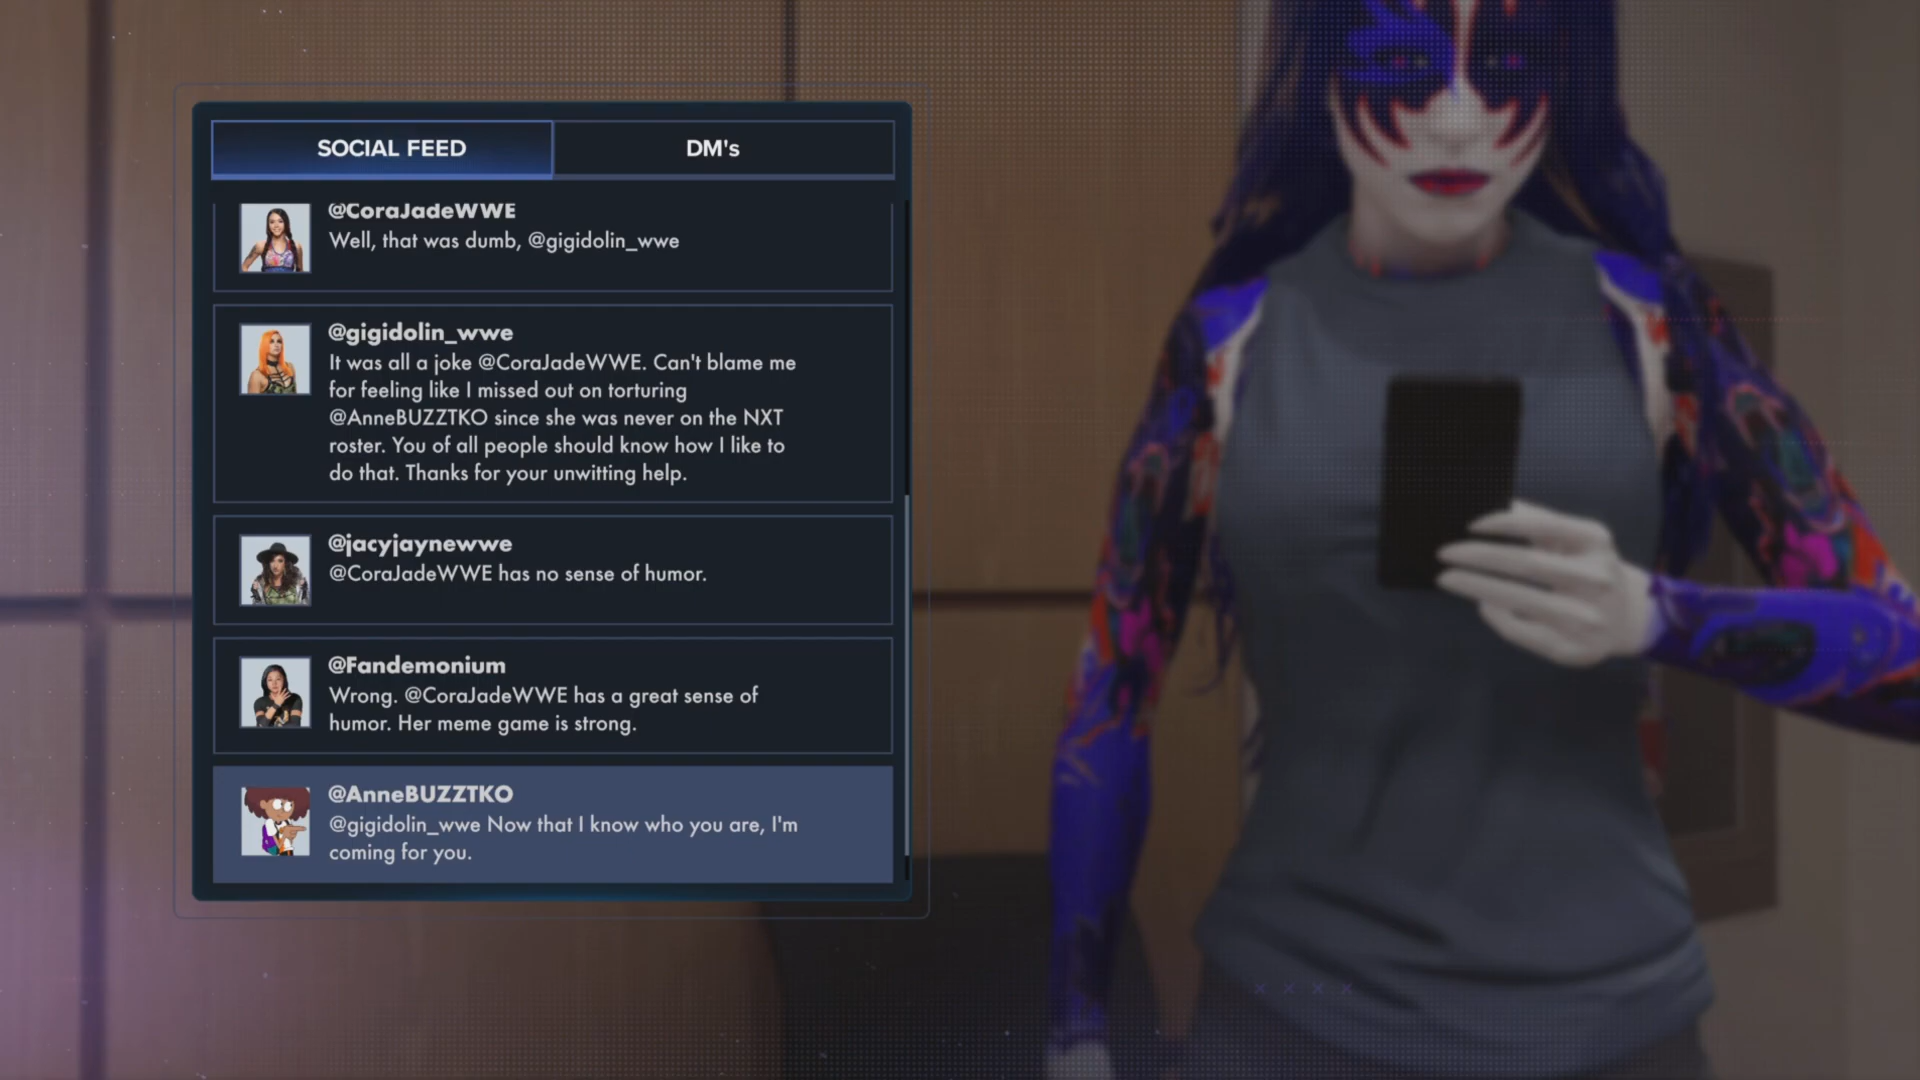 SOCIAL FEED
DM's
@CoraJadeWWE
Well, that was dumb, @gigidolin_wwe
@gigidolin_wwe
It was all a joke @CoraJadeWWE. Can't blame me
for feeling like I missed out on torturing
@AnneBUZZTKO since she was never on the NXT
roster. You of all people should know how I like to
do that. Thanks for your unwitting help.
@jacyjaynewwe
@CoraJadeWWE has no sense of humor.
@Fandemonium
Wrong. @CoraJadeWWE has a great sense of
humor. Her meme game is strong.
@AnneBUZZTKO
@gigidolin_wwe Now that I know who you are, I'm
coming for you.